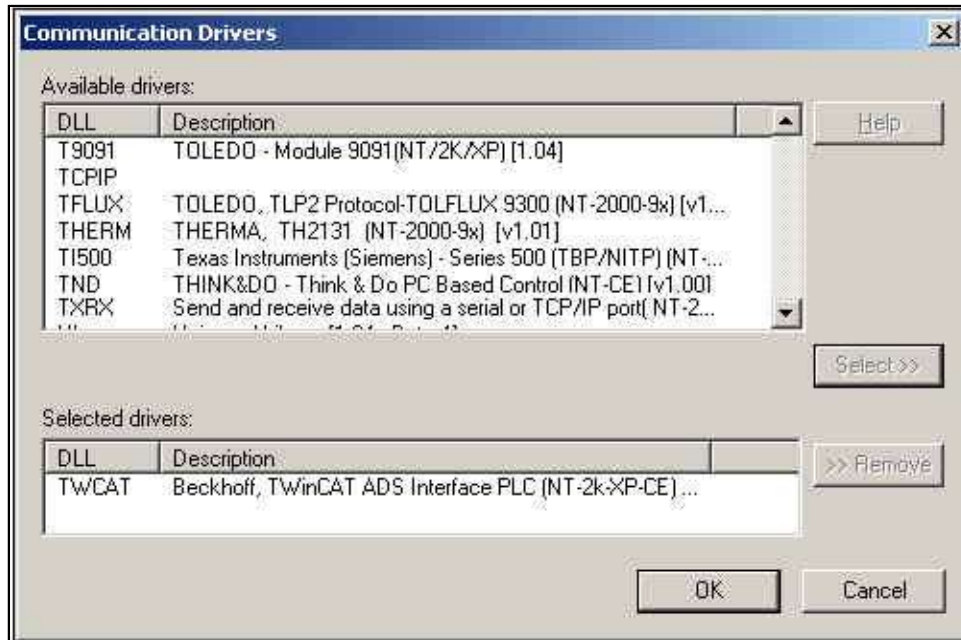 Communication Drivers
Available drivers:
DLL Description
T9091 TOLEDO - Module 9091(NT/2K/XP) [1.04]
TCPIP
TFLUX TOLEDO, TLP2 Protocol-TOLFLUX 9300 (NT-2000-9x) [v1...
THERM THERMA, TH2131 (NT-2000-9x) [v1.01]
TI500 Texas Instruments (Siemens) - Series 500 (TBP/NITP) (NT-...
TND THINK&DO - Think & Do PC Based Control (NT-CE) [v1.00]
TXRX Send and receive data using a serial or TCP/IP port( NT-2...
Help
Select >>
Selected drivers:
DLL Description
TWCAT Beckhoff, TWinCAT ADS Interface PLC (NT-2k-XP-CE) ...
>> Remove
OK Cancel